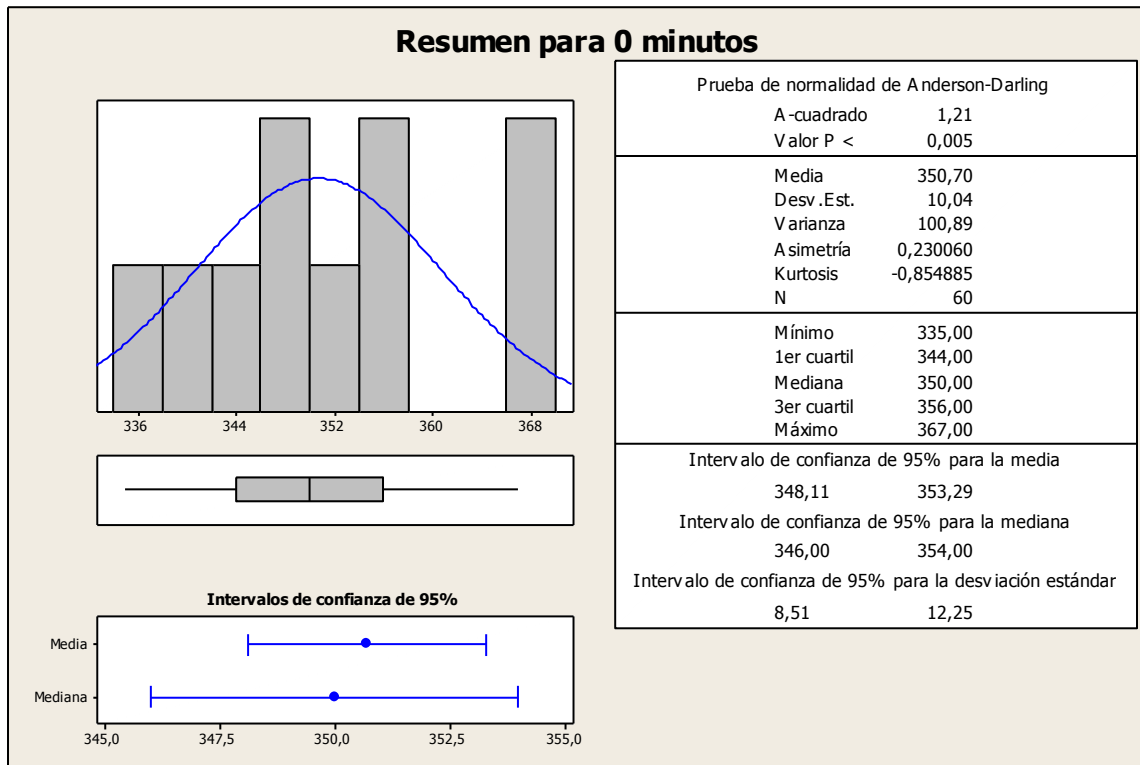 Resumen para 0 minutos
336 344 352 360 368
Intervalos de confianza de 95%
Media
Mediana
345,0 347,5 350,0 352,5 355,0
Prueba de normalidad de Anderson-Darling
A-cuadrado 1,21
Valor P < 0,005
Media 350,70
Desv.Est. 10,04
Varianza 100,89
Asimetría 0,230060
Kurtosis -0,854885
N 60
Mínimo 335,00
1er cuartil 344,00
Mediana 350,00
3er cuartil 356,00
Máximo 367,00
Intervalo de confianza de 95% para la media
348,11 353,29
Intervalo de confianza de 95% para la mediana
346,00 354,00
Intervalo de confianza de 95% para la desviación estándar
8,51 12,25